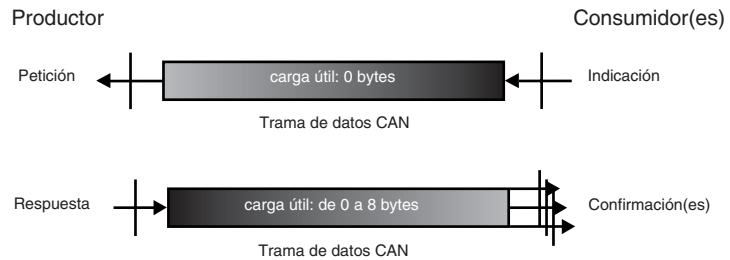 Productor
Consumidor(es)
Petición
carga útil: 0 bytes
Indicación
Trama de datos CAN
Respuesta
carga útil: de 0 a 8 bytes
Confirmación(es)
Trama de datos CAN